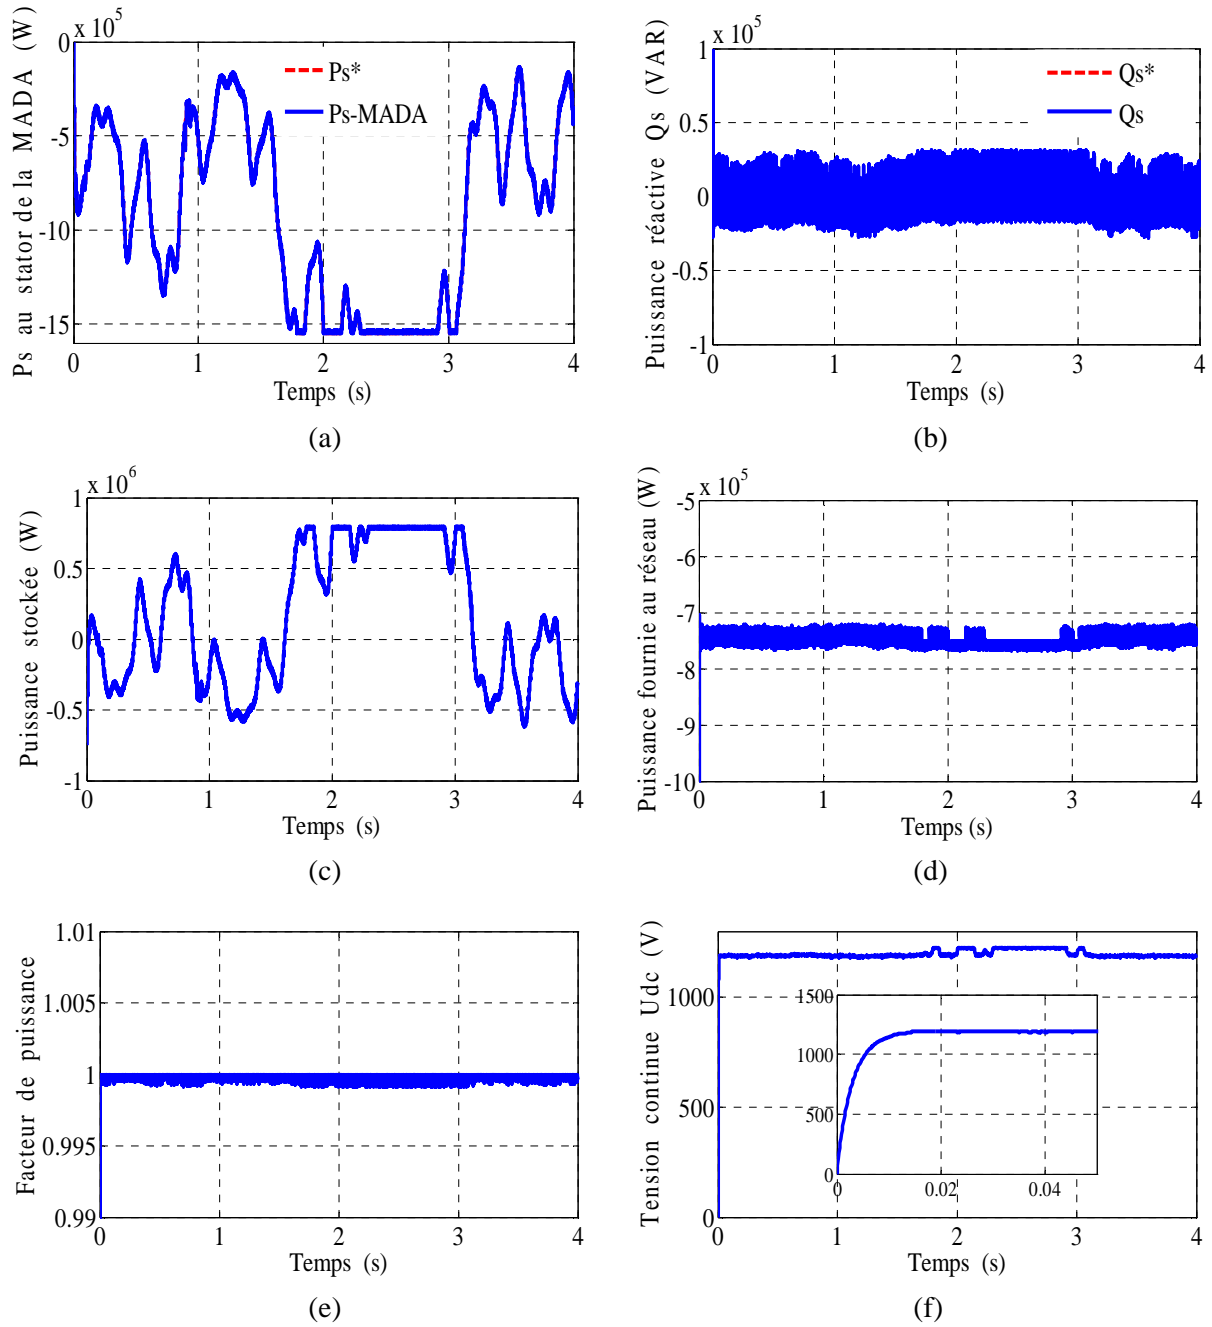 x 10^5
Ps au stator de la MADA (W)
0
-5
-10
-15
Ps*
Ps-MADA
0 1 2 3 4
Temps (s)
(a)
x 10^5
Puissance réactive Qs (VAR)
1
0.5
0
-0.5
-1
Qs*
Qs
0 1 2 3 4
Temps (s)
(b)
x 10^6
Puissance stockée (W)
1
0.5
0
-0.5
-1
0 1 2 3 4
Temps (s)
(c)
x 10^5
Puissance fournie au réseau (W)
-5
-6
-7
-8
-9
-10
0 1 2 3 4
Temps (s)
(d)
Facteur de puissance
1.01
1.005
1
0.995
0.99
0 1 2 3 4
Temps (s)
(e)
Tension continue Udc (V)
1000
500
0
1500
1000
500
0
0 0.02 0.04
0 1 2 3 4
Temps (s)
(f)